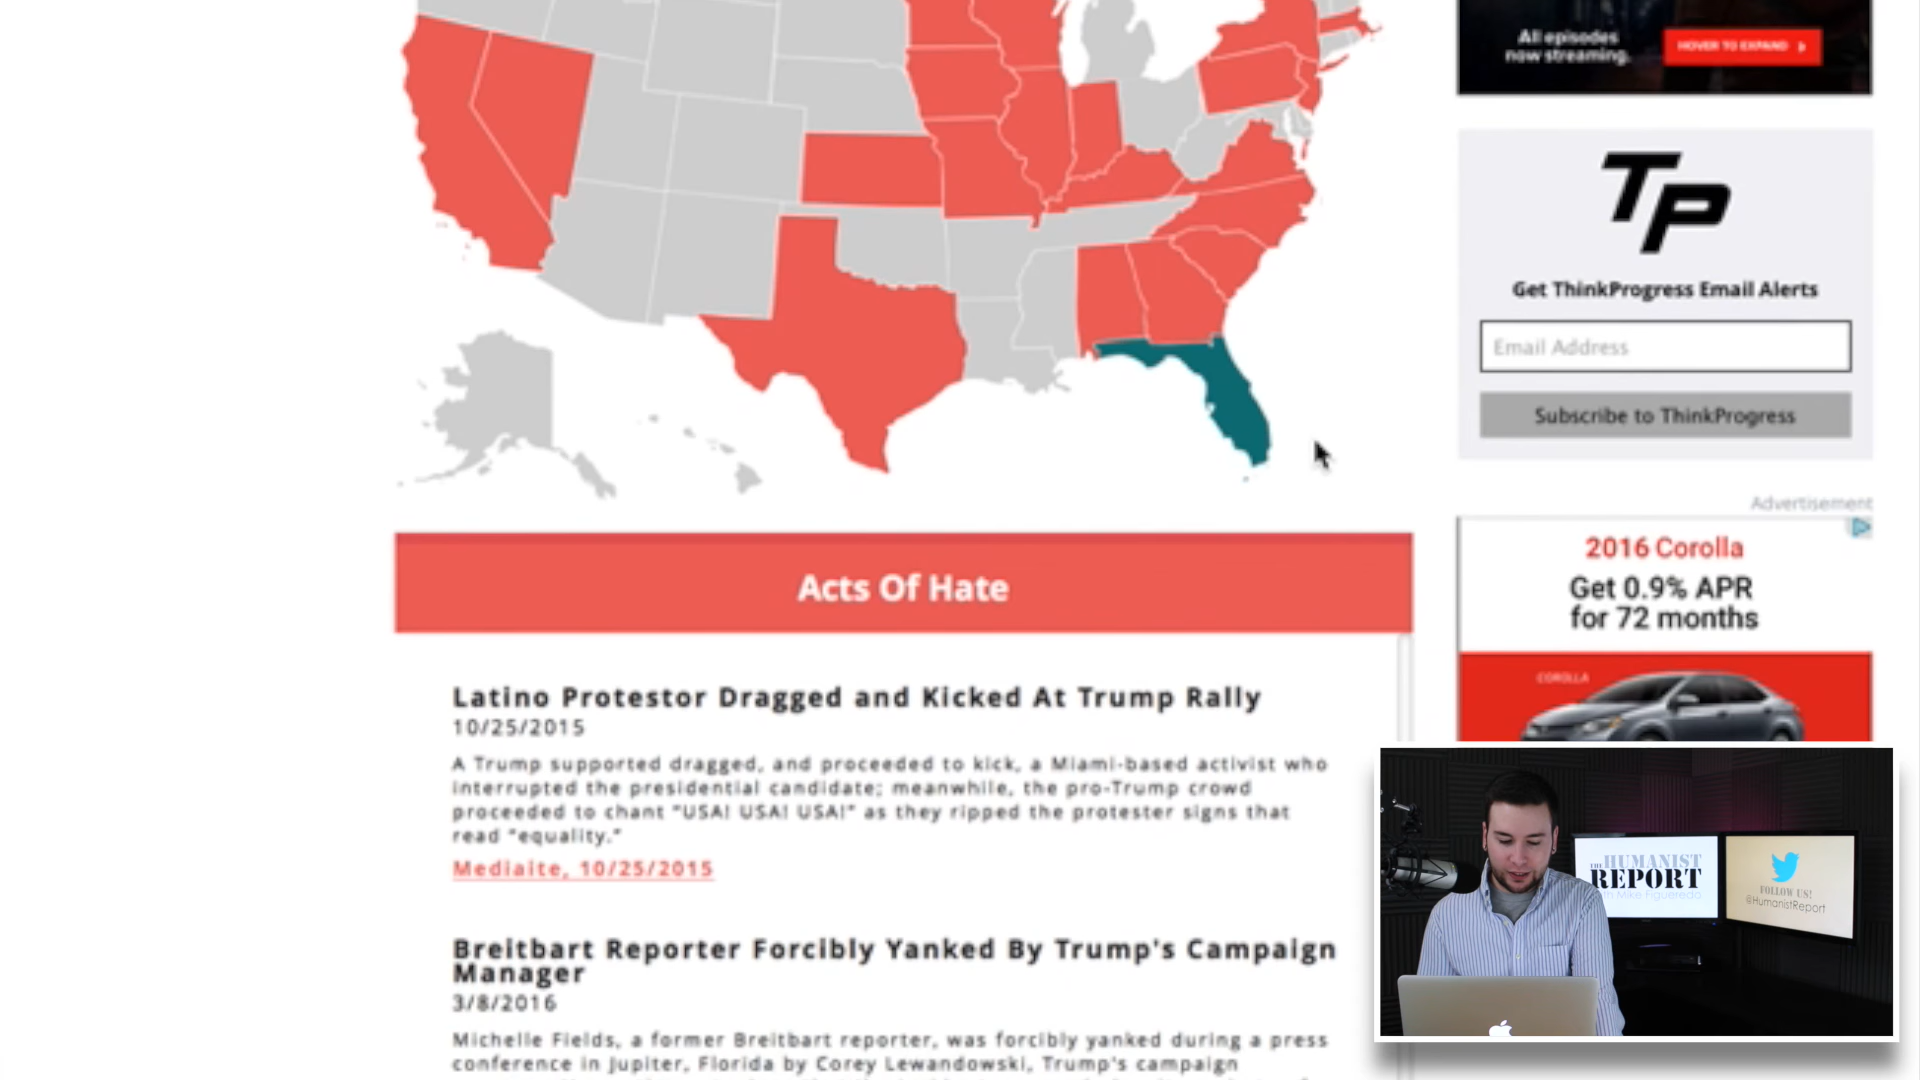 All episodes
now streaming.
HOVER TO EXPAND
TP
Get ThinkProgress Email Alerts
Email Address
Subscribe to ThinkProgress
Advertisement
2016 Corolla
Get 0.9% APR
for 72 months
COROLLA
Acts Of Hate
Latino Protestor Dragged and Kicked At Trump Rally
10/25/2015
A Trump supported dragged, and proceeded to kick, a Miami-based activist who
interrupted the presidential candidate; meanwhile, the pro-Trump crowd
proceeded to chant "USA! USA! USA!" as they ripped the protester signs that
read "equality."
Mediaite, 10/25/2015
Breitbart Reporter Forcibly Yanked By Trump's Campaign
Manager
3/8/2016
Michelle Fields, a former Breitbart reporter, was forcibly yanked during a press
conference in Jupiter, Florida by Corey Lewandowski, Trump's campaign
THE HUMANIST
REPORT
with Mike Figueredo
FOLLOW US!
@HumanistReport